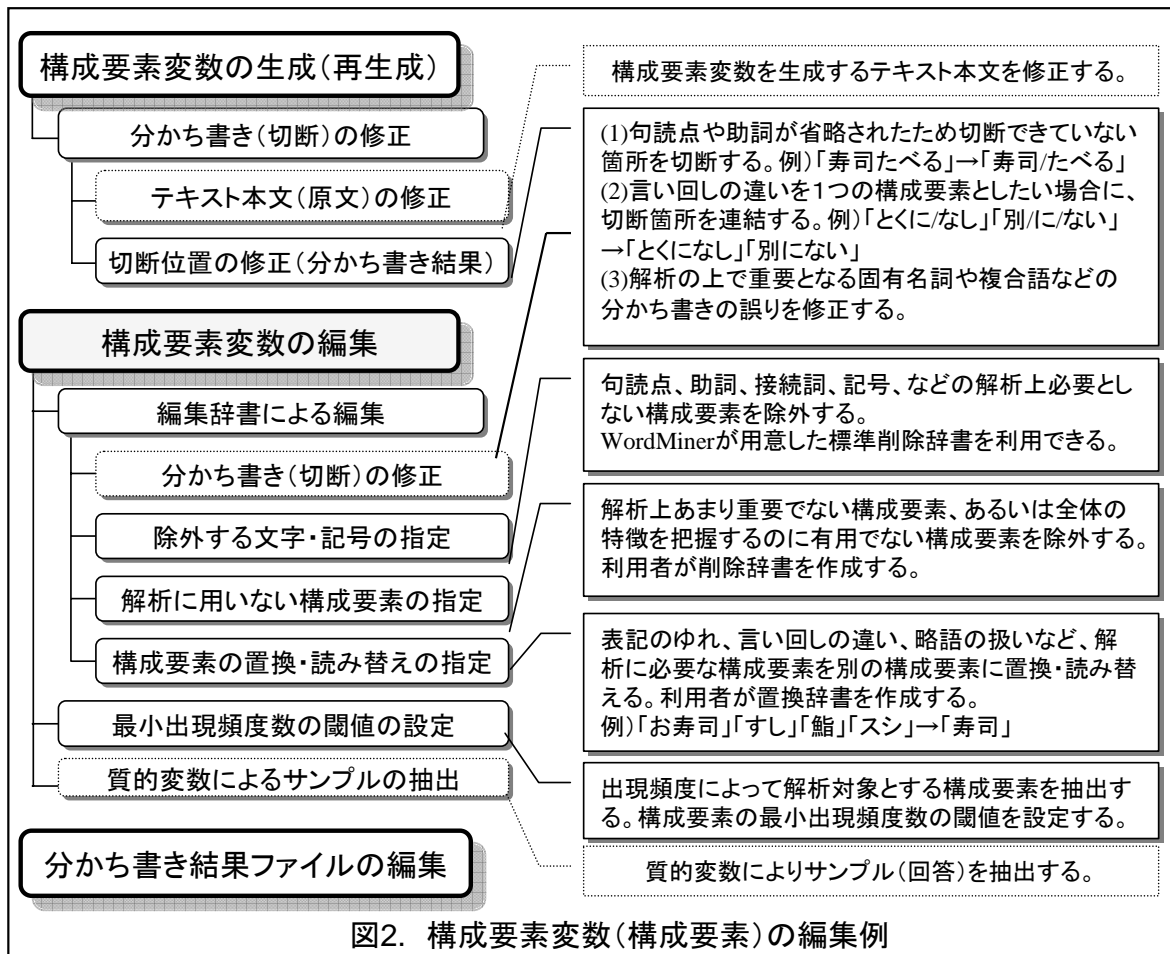 構成要素変数の生成（再生成）
分かち書き（切断）の修正
テキスト本文（原文）の修正
切断位置の修正（分かち書き結果）
構成要素変数の編集
編集辞書による編集
分かち書き（切断）の修正
除外する文字・記号の指定
解析に用いない構成要素の指定
構成要素の置換・読み替えの指定
最小出現頻度数の閾値の設定
質的変数によるサンプルの抽出
分かち書き結果ファイルの編集
構成要素変数を生成するテキスト本文を修正する。
(1)句読点や助詞が省略されたため切断できていない
箇所を切断する。例）「寿司たべる」→「寿司/たべる」
(2)言い回しの違いを１つの構成要素としたい場合に、
切断箇所を連結する。例）「とくに/なし」「別/に/ない」
→「とくになし」「別にない」
(3)解析の上で重要となる固有名詞や複合語などの
分かち書きの誤りを修正する。
句読点、助詞、接続詞、記号、などの解析上必要とし
ない構成要素を除外する。
WordMinerが用意した標準削除辞書を利用できる。
解析上あまり重要でない構成要素、あるいは全体の
特徴を把握するのに有用でない構成要素を除外する。
利用者が削除辞書を作成する。
表記のゆれ、言い回しの違い、略語の扱いなど、解
析に必要な構成要素を別の構成要素に置換・読み替
える。利用者が置換辞書を作成する。
例）「お寿司」「すし」「鮨」「スシ」→「寿司」
出現頻度によって解析対象とする構成要素を抽出す
る。構成要素の最小出現頻度数の閾値を設定する。
質的変数によりサンプル（回答）を抽出する。
図2. 構成要素変数（構成要素）の編集例